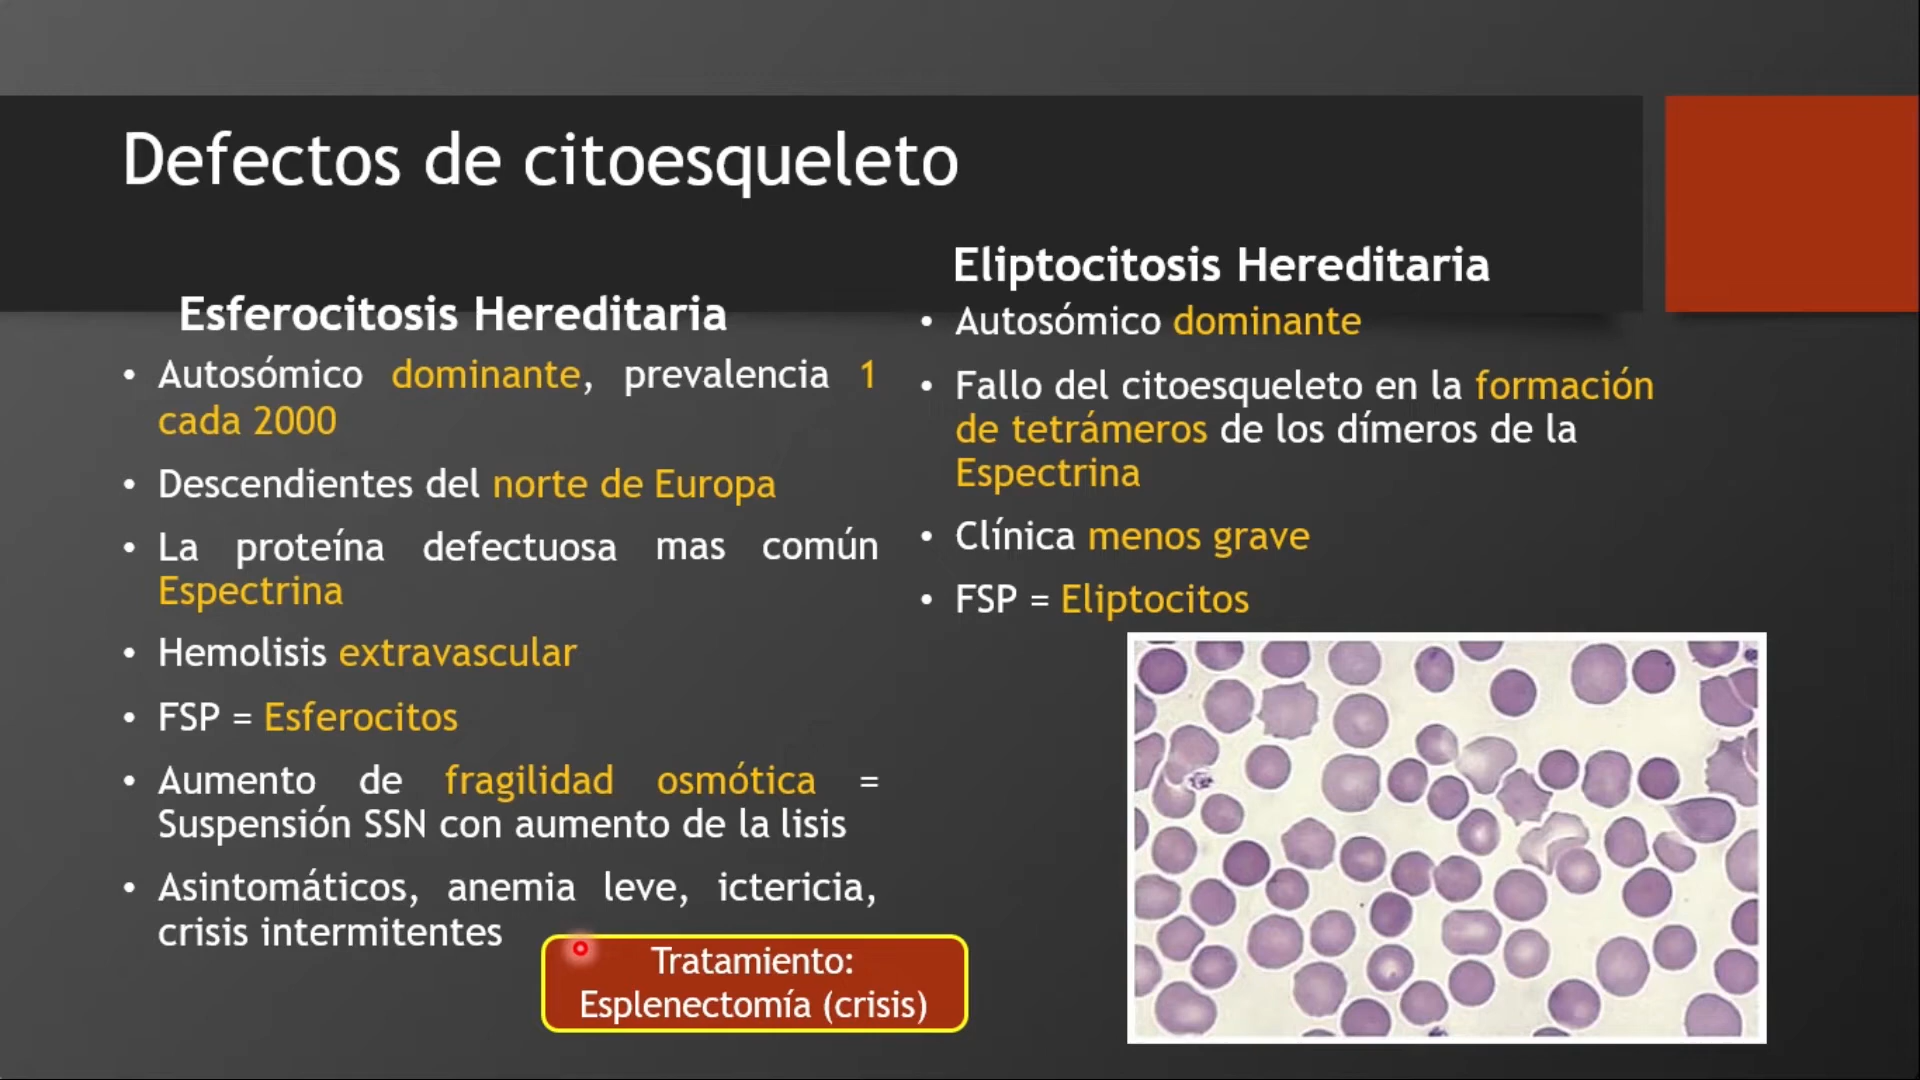 Defectos de citoesqueleto
Esferocitosis Hereditaria
• Autosómico dominante, prevalencia 1
cada 2000
• Descendientes del norte de Europa
• La proteína defectuosa mas común
Espectrina
• Hemolisis extravascular
• FSP = Esferocitos
• Aumento de fragilidad osmótica =
Suspensión SSN con aumento de la lisis
• Asintomáticos, anemia leve, ictericia,
crisis intermitentes
Tratamiento:
Esplenectomía (crisis)
Eliptocitosis Hereditaria
• Autosómico dominante
• Fallo del citoesqueleto en la formación
de tetrámeros de los dímeros de la
Espectrina
• Clínica menos grave
• FSP = Eliptocitos